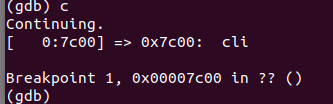 (gdb) c
Continuing.
[   0:7c00] => 0x7c00:  cli

Breakpoint 1, 0x00007c00 in ?? ()
(gdb)